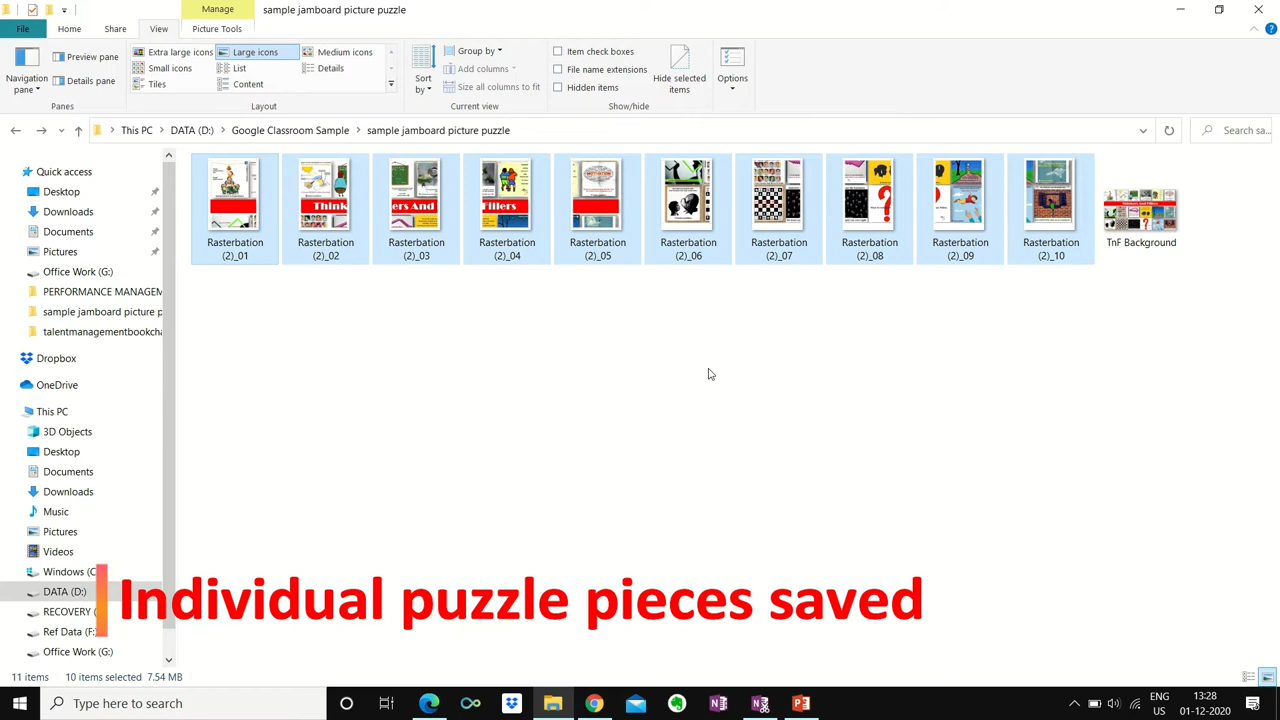 Manage
sample jamboard picture puzzle
File
Home
Share
View
Picture Tools
Navigation pane
Preview pane
Details pane
Panes
Extra large icons
Large icons
Medium icons
Small icons
List
Details
Tiles
Content
Layout
Sort by
Group by
Add columns
Size all columns to fit
Current view
Item check boxes
File name extensions
Hidden items
Hide selected items
Show/hide
Options
This PC > DATA (D:) > Google Classroom Sample > sample jamboard picture puzzle
Search sa...
Quick access
Desktop
Downloads
Documents
Pictures
Office Work (G:)
PERFORMANCE MANAGEM
sample jamboard picture p
talentmanagementbookcha
Dropbox
OneDrive
This PC
3D Objects
Desktop
Documents
Downloads
Music
Pictures
Videos
Windows (C
DATA (D:)
RECOVERY (
Ref Data (F:
Office Work (G:)
Think
ers And
Fillers
Rasterbation (2)_01
Rasterbation (2)_02
Rasterbation (2)_03
Rasterbation (2)_04
Rasterbation (2)_05
Rasterbation (2)_06
Rasterbation (2)_07
Rasterbation (2)_08
Rasterbation (2)_09
Rasterbation (2)_10
TnF Background
Individual puzzle pieces saved
11 items
10 items selected 7.54 MB
Type here to search
ENG
US
13:28
01-12-2020